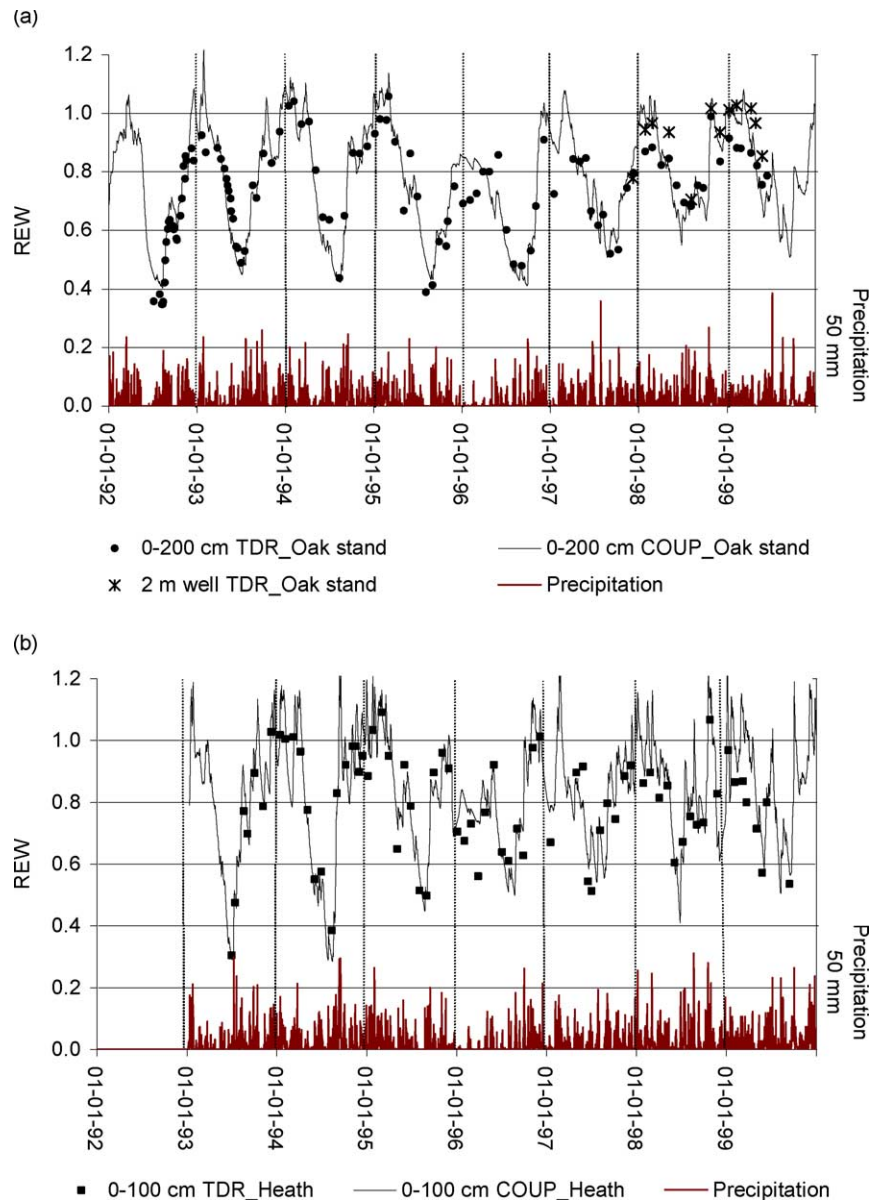 (a)
1.2
1.0
0.8
0.6
0.4
0.2
0.0
REW
Precipitation
50 mm
01-01-92
01-01-93
01-01-94
01-01-95
01-01-96
01-01-97
01-01-98
01-01-99
0-200 cm TDR_Oak stand
0-200 cm COUP_Oak stand
2 m well TDR_Oak stand
Precipitation
(b)
1.2
1.0
0.8
0.6
0.4
0.2
0.0
REW
Precipitation
50 mm
01-01-92
01-01-93
01-01-94
01-01-95
01-01-96
01-01-97
01-01-98
01-01-99
0-100 cm TDR_Heath
0-100 cm COUP_Heath
Precipitation